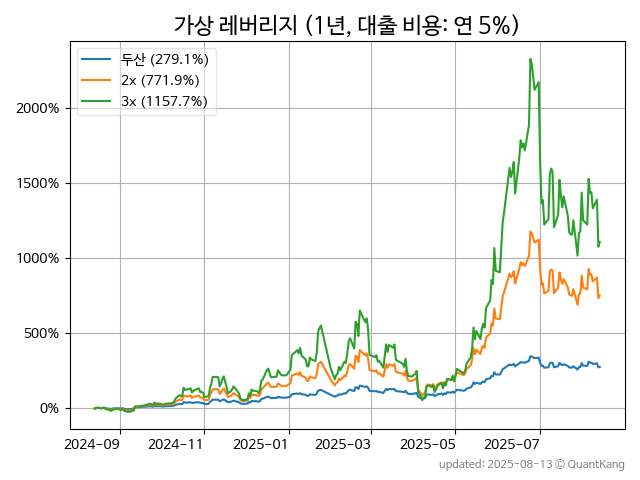 가상 레버리지 (1년, 대출 비용: 연 5%)
두산 (279.1%)
2x (771.9%)
3x (1157.7%)
2000%
1500%
1000%
500%
0%
2024-09 2024-11 2025-01 2025-03 2025-05 2025-07
updated: 2025-08-13 © QuantKang